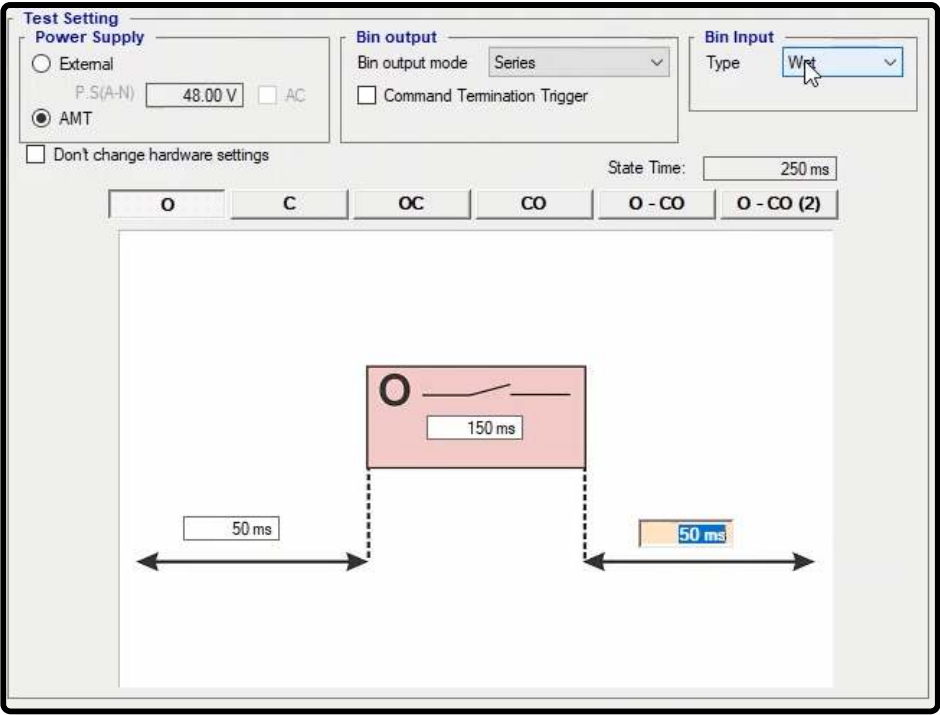 Test Setting
Power Supply
External
P.S(A-N) 48.00 V AC
AMT
Bin output
Bin output mode Series
Command Termination Trigger
Bin Input
Type Wet
Don't change hardware settings
State Time: 250 ms
O C OC CO O - CO O - CO (2)
O
150 ms
50 ms
50 ms